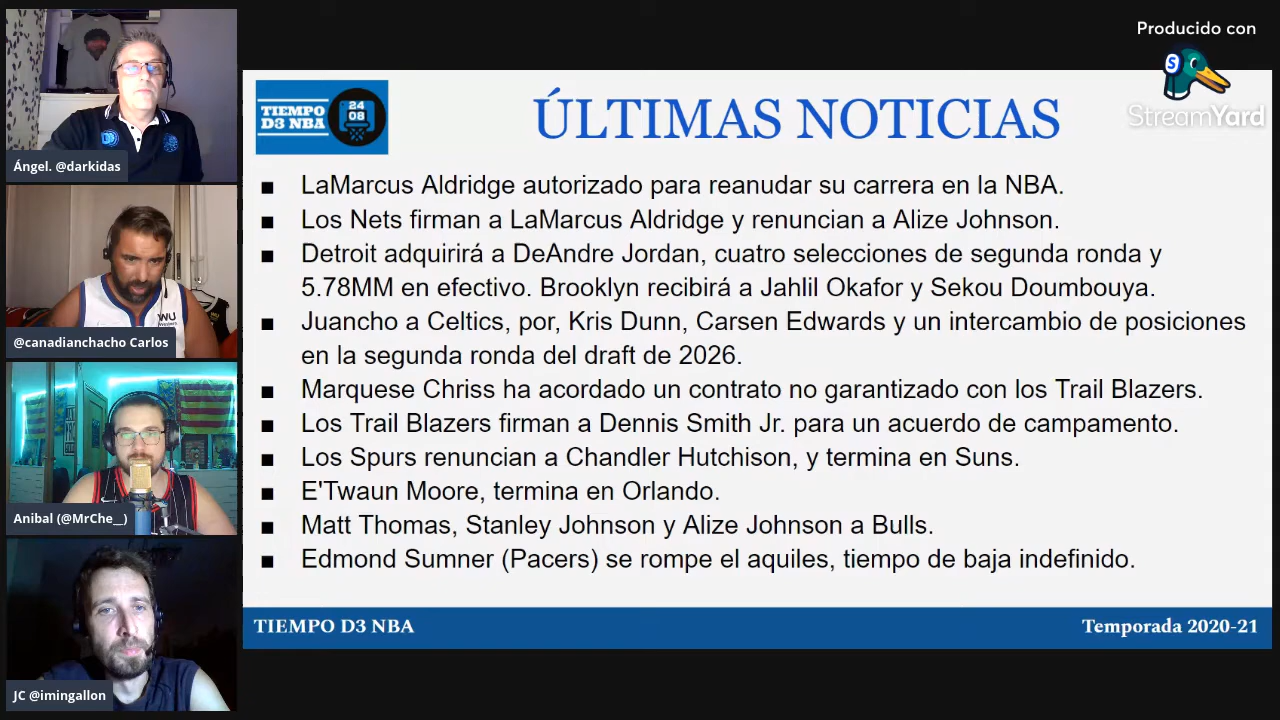 Producido con
StreamYard
TIEMPO
D3 NBA
24
08
ÚLTIMAS NOTICIAS
■ LaMarcus Aldridge autorizado para reanudar su carrera en la NBA.
■ Los Nets firman a LaMarcus Aldridge y renuncian a Alize Johnson.
■ Detroit adquirirá a DeAndre Jordan, cuatro selecciones de segunda ronda y
5.78MM en efectivo. Brooklyn recibirá a Jahlil Okafor y Sekou Doumbouya.
■ Juancho a Celtics, por, Kris Dunn, Carsen Edwards y un intercambio de posiciones
en la segunda ronda del draft de 2026.
■ Marquese Chriss ha acordado un contrato no garantizado con los Trail Blazers.
■ Los Trail Blazers firman a Dennis Smith Jr. para un acuerdo de campamento.
■ Los Spurs renuncian a Chandler Hutchison, y termina en Suns.
■ E'Twaun Moore, termina en Orlando.
■ Matt Thomas, Stanley Johnson y Alize Johnson a Bulls.
■ Edmond Sumner (Pacers) se rompe el aquiles, tiempo de baja indefinido.
TIEMPO D3 NBA
Temporada 2020-21
Ángel. @darkidas
WU
@canadianchacho Carlos
Anibal (@MrChe__)
JC @imingallon